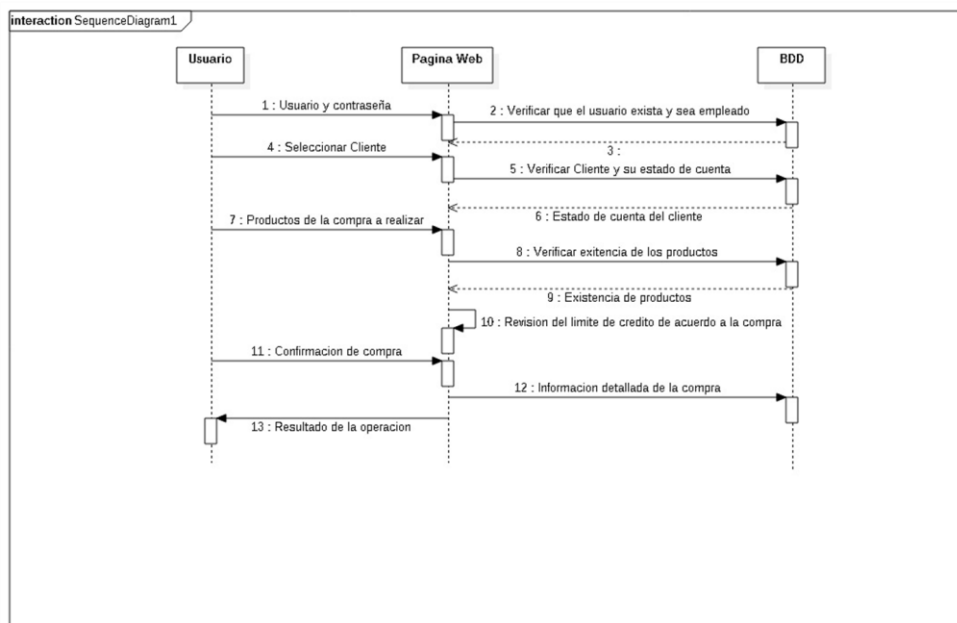 interaction SequenceDiagram1
Usuario
Pagina Web
BDD
1 : Usuario y contraseña
2 : Verificar que el usuario exista y sea empleado
3 :
4 : Seleccionar Cliente
5 : Verificar Cliente y su estado de cuenta
6 : Estado de cuenta del cliente
7 : Productos de la compra a realizar
8 : Verificar exitencia de los productos
9 : Existencia de productos
10 : Revision del limite de credito de acuerdo a la compra
11 : Confirmacion de compra
12 : Informacion detallada de la compra
13 : Resultado de la operacion